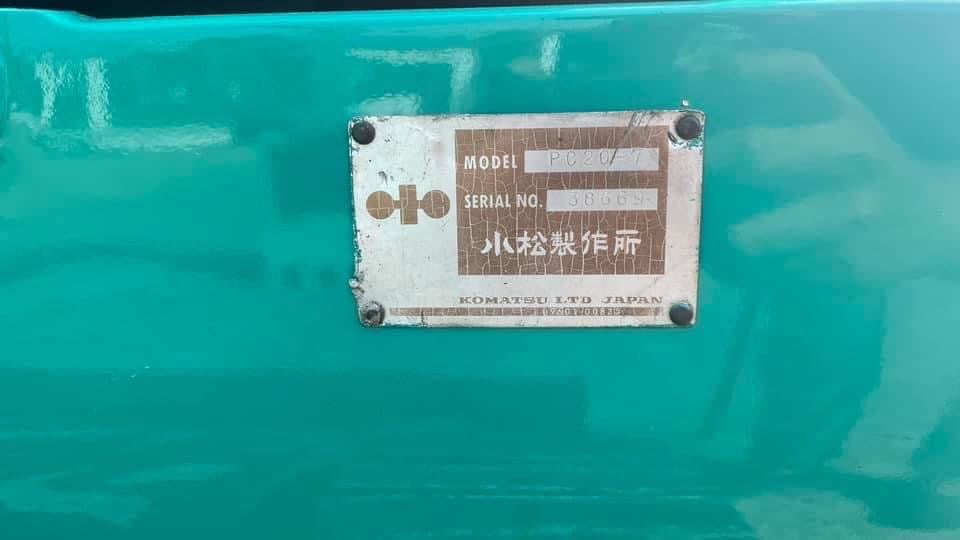 MODEL PC20-7
SERIAL NO. 38669
小松製作所
KOMATSU LTD JAPAN